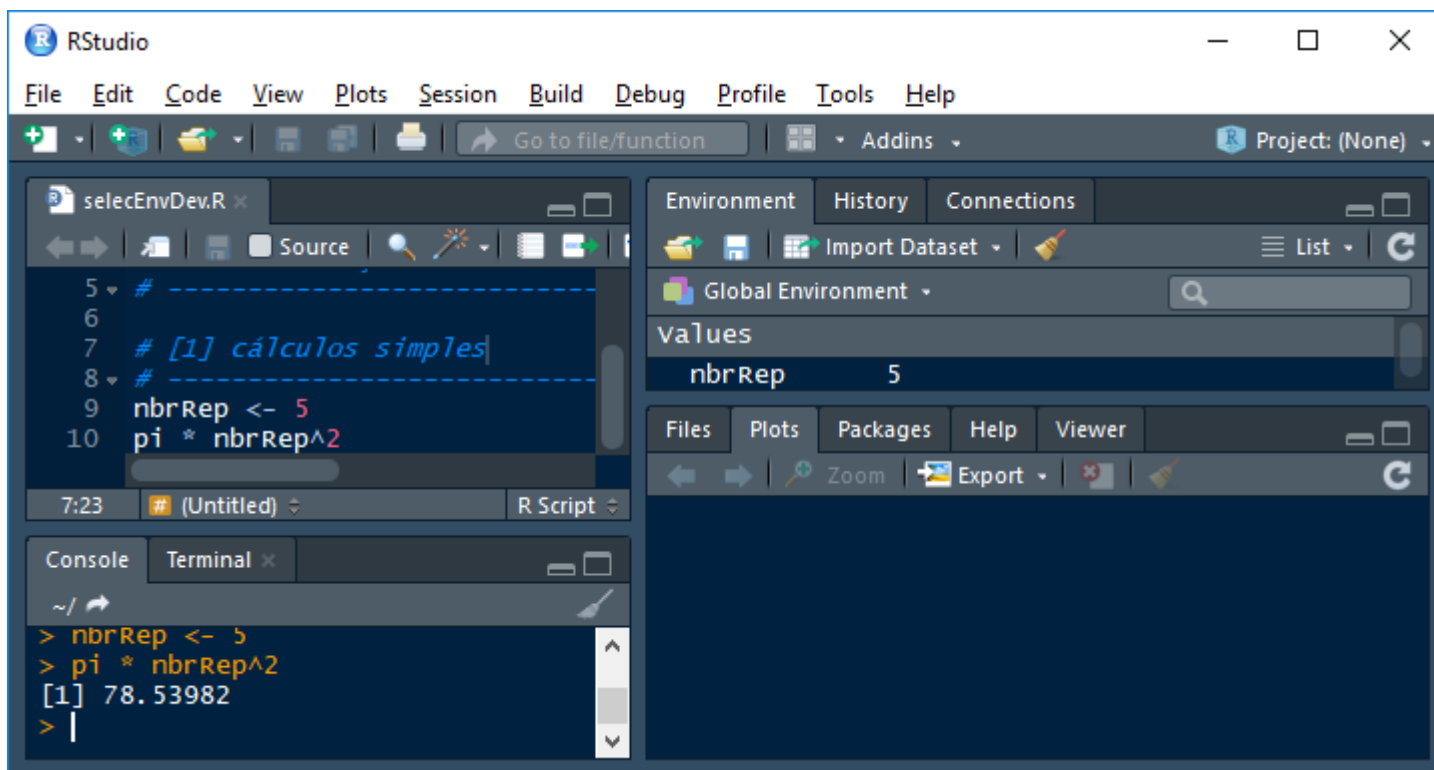 RStudio
File Edit Code View Plots Session Build Debug Profile Tools Help
Go to file/function Addins Project: (None)
selecEnvDev.R
Source
5 # ---------------------------
6
7 # [1] cálculos simples
8 # ---------------------------
9 nbrRep <- 5
10 pi * nbrRep^2
7:23 # (Untitled) R Script
Console Terminal
~/
> nbrRep <- 5
> pi * nbrRep^2
[1] 78.53982
>
Environment History Connections
Import Dataset List
Global Environment
Values
nbrRep 5
Files Plots Packages Help Viewer
Zoom Export